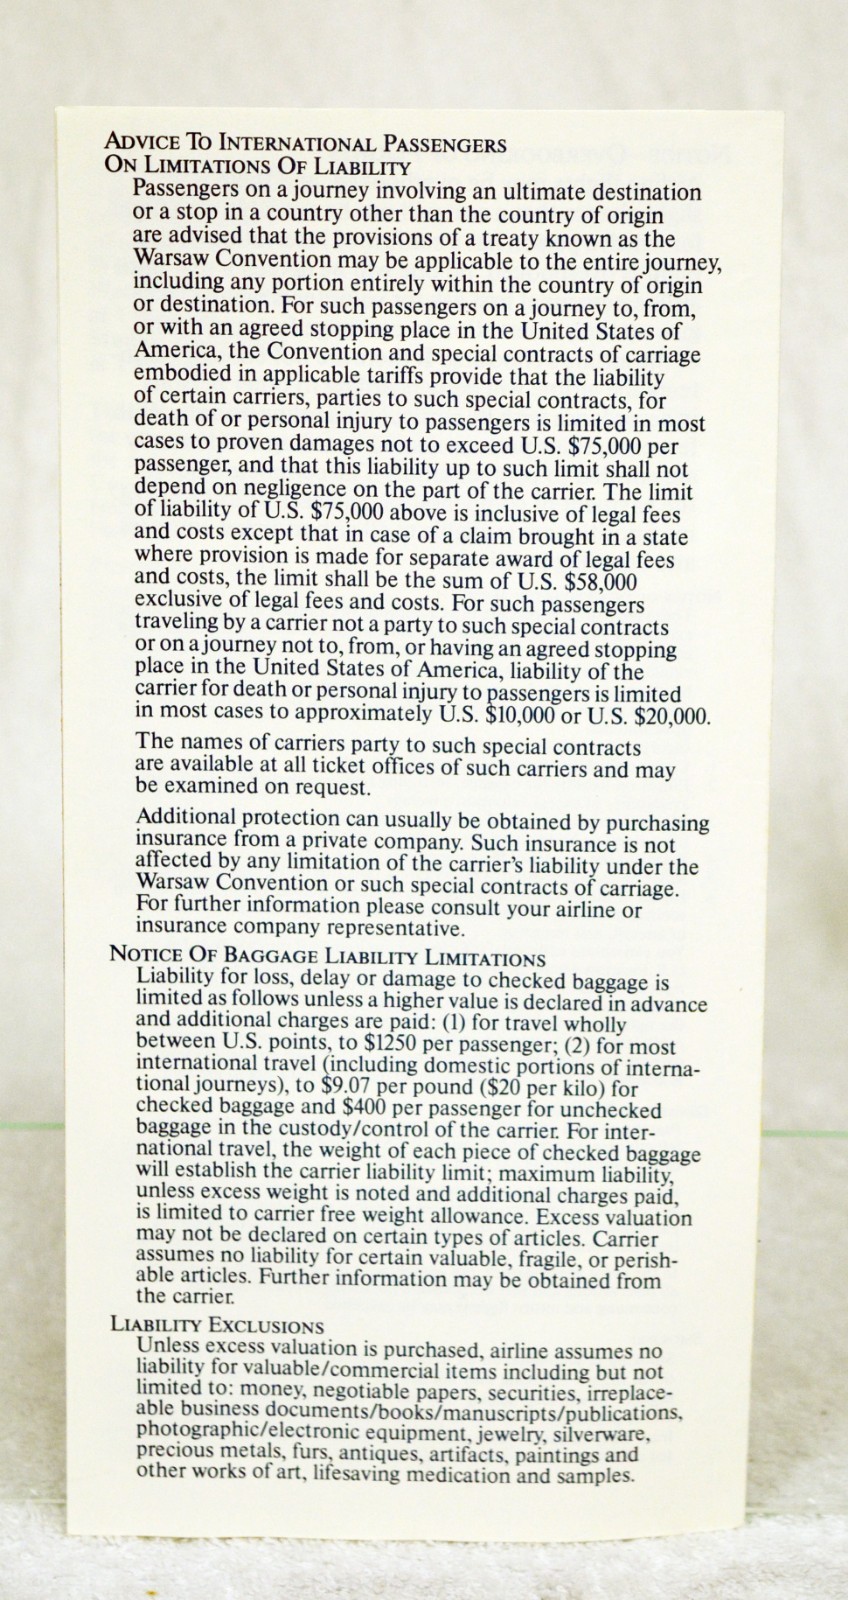 ADVICE TO INTERNATIONAL PASSENGERS
ON LIMITATIONS OF LIABILITY
Passengers on a journey involving an ultimate destination
or a stop in a country other than the country of origin
are advised that the provisions of a treaty known as the
Warsaw Convention may be applicable to the entire journey,
including any portion entirely within the country of origin
or destination. For such passengers on a journey to, from,
or with an agreed stopping place in the United States of
America, the Convention and special contracts of carriage
embodied in applicable tariffs provide that the liability
of certain carriers, parties to such special contracts, for
death of or personal injury to passengers is limited in most
cases to proven damages not to exceed U.S. $75,000 per
passenger, and that this liability up to such limit shall not
depend on negligence on the part of the carrier. The limit
of liability of U.S. $75,000 above is inclusive of legal fees
and costs except that in case of a claim brought in a state
where provision is made for separate award of legal fees
and costs, the limit shall be the sum of U.S. $58,000
exclusive of legal fees and costs. For such passengers
traveling by a carrier not a party to such special contracts
or on a journey not to, from, or having an agreed stopping
place in the United States of America, liability of the
carrier for death or personal injury to passengers is limited
in most cases to approximately U.S. $10,000 or U.S. $20,000.
The names of carriers party to such special contracts
are available at all ticket offices of such carriers and may
be examined on request.
Additional protection can usually be obtained by purchasing
insurance from a private company. Such insurance is not
affected by any limitation of the carrier's liability under the
Warsaw Convention or such special contracts of carriage.
For further information please consult your airline or
insurance company representative.
NOTICE OF BAGGAGE LIABILITY LIMITATIONS
Liability for loss, delay or damage to checked baggage is
limited as follows unless a higher value is declared in advance
and additional charges are paid: (1) for travel wholly
between U.S. points, to $1250 per passenger; (2) for most
international travel (including domestic portions of interna-
tional journeys), to $9.07 per pound ($20 per kilo) for
checked baggage and $400 per passenger for unchecked
baggage in the custody/control of the carrier. For inter-
national travel, the weight of each piece of checked baggage
will establish the carrier liability limit; maximum liability,
unless excess weight is noted and additional charges paid,
is limited to carrier free weight allowance. Excess valuation
may not be declared on certain types of articles. Carrier
assumes no liability for certain valuable, fragile, or perish-
able articles. Further information may be obtained from
the carrier.
LIABILITY EXCLUSIONS
Unless excess valuation is purchased, airline assumes no
liability for valuable/commercial items including but not
limited to: money, negotiable papers, securities, irreplace-
able business documents/books/manuscripts/publications,
photographic/electronic equipment, jewelry, silverware,
precious metals, furs, antiques, artifacts, paintings and
other works of art, lifesaving medication and samples.